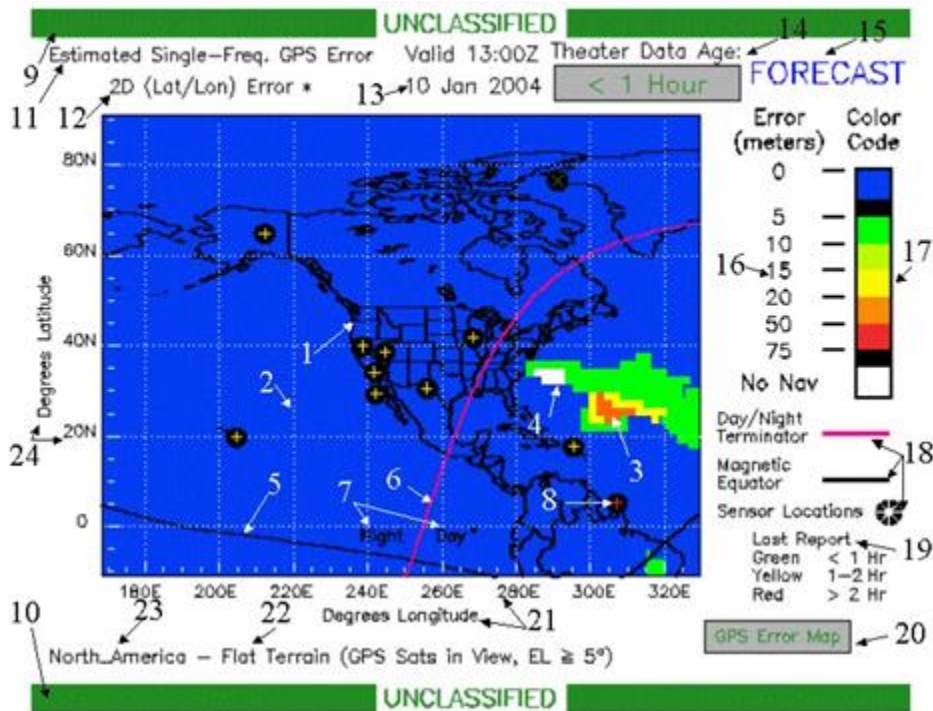 UNCLASSIFIED
9
Estimated Single-Freq. GPS Error
Valid 13:00Z
Theater Data Age:
14
15
11
12
2D (Lat/Lon) Error *
13
10 Jan 2004
< 1 Hour
FORECAST
Error (meters)
Color Code
0
5
10
15
20
50
75
No Nav
16
17
80N
60N
40N
20N
0
Degrees Latitude
24
1
2
3
4
5
6
7
8
Night
Day
180E 200E 220E 240E 260E 280E 300E 320E
Degrees Longitude
21
Day/Night Terminator
Magnetic Equator
Sensor Locations
18
Last Report
19
Green < 1 Hr
Yellow 1-2 Hr
Red > 2 Hr
GPS Error Map
20
23
22
North_America - Flat Terrain (GPS Sats in View, EL ≧ 5°)
10
UNCLASSIFIED